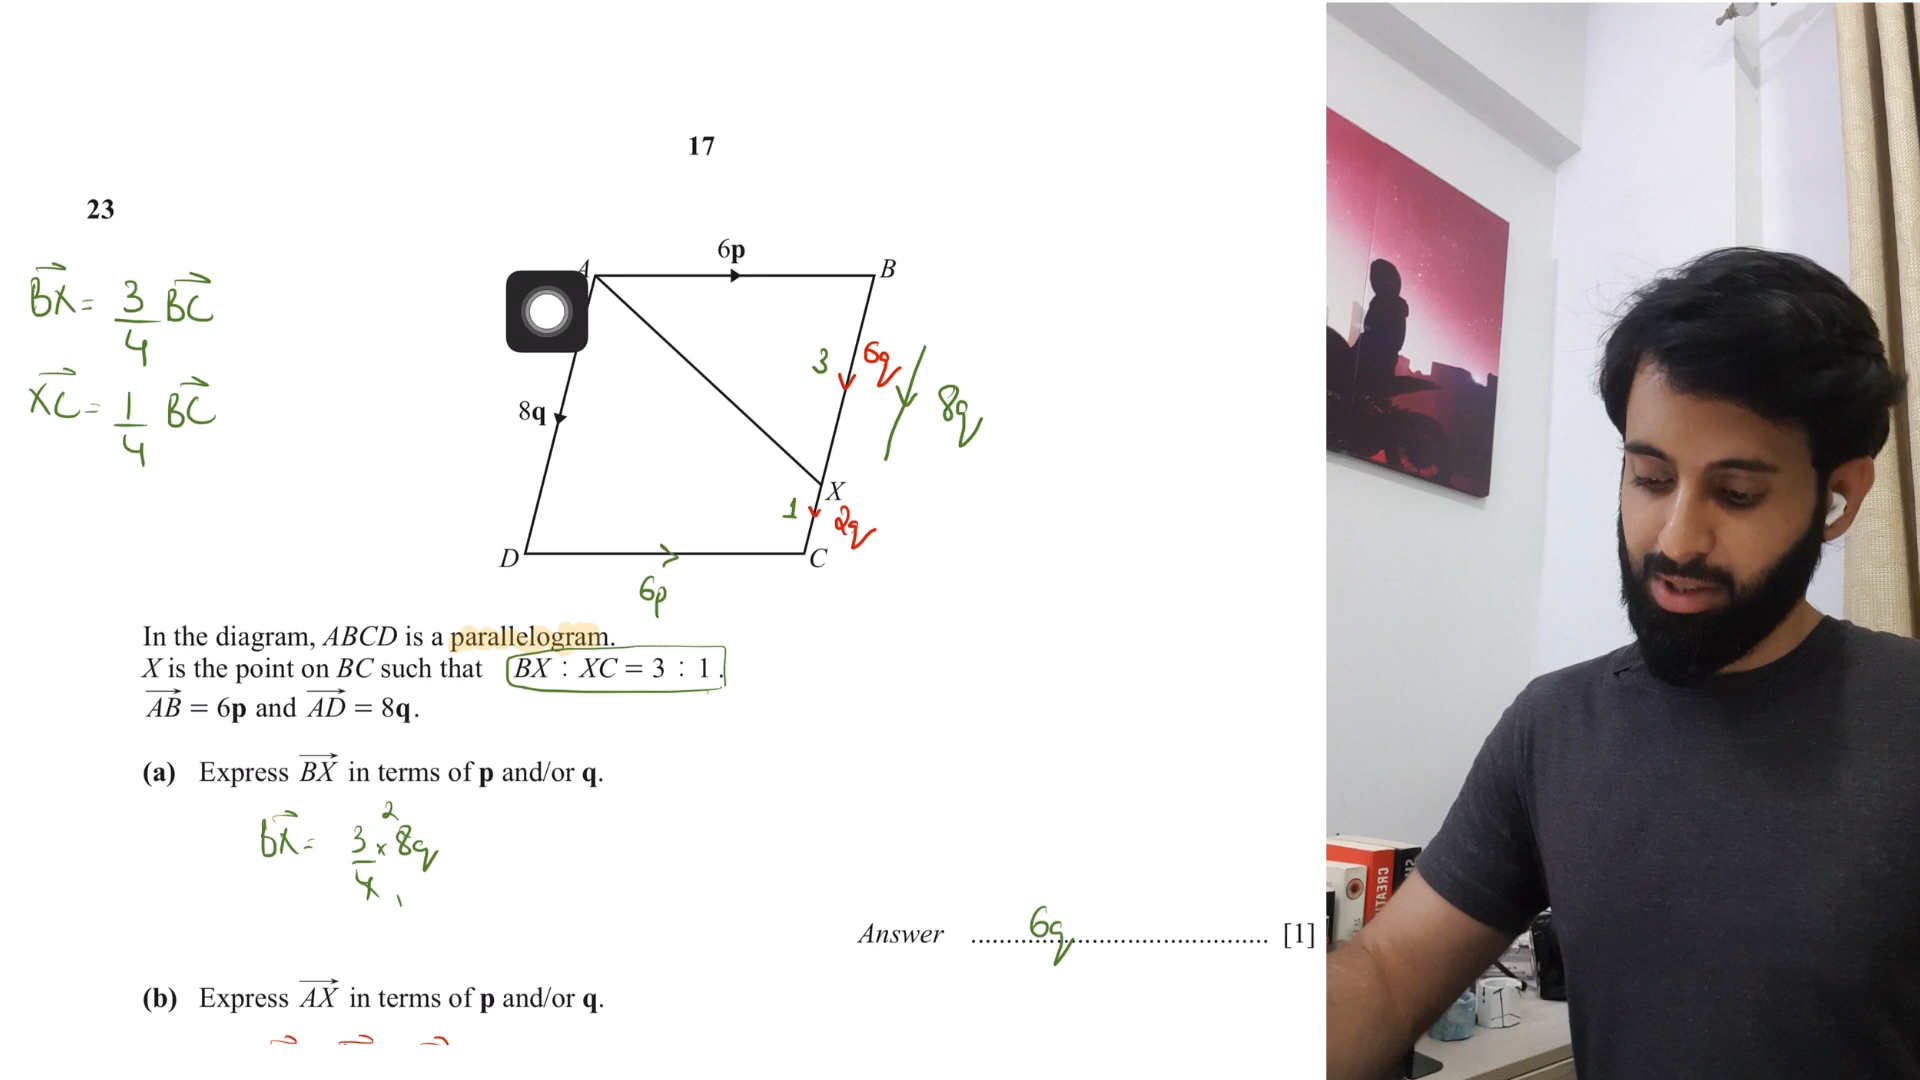 17
23
BX = 3/4 BC
XC = 1/4 BC
A
6p
B
3
6q
8q
8q
X
1
2q
D
C
6p
In the diagram, ABCD is a parallelogram.
X is the point on BC such that BX : XC = 3 : 1.
AB = 6p and AD = 8q.
(a) Express BX in terms of p and/or q.
2
BX = 3/4 × 8q
1
Answer ........ 6q ........ [1]
(b) Express AX in terms of p and/or q.
CREATE